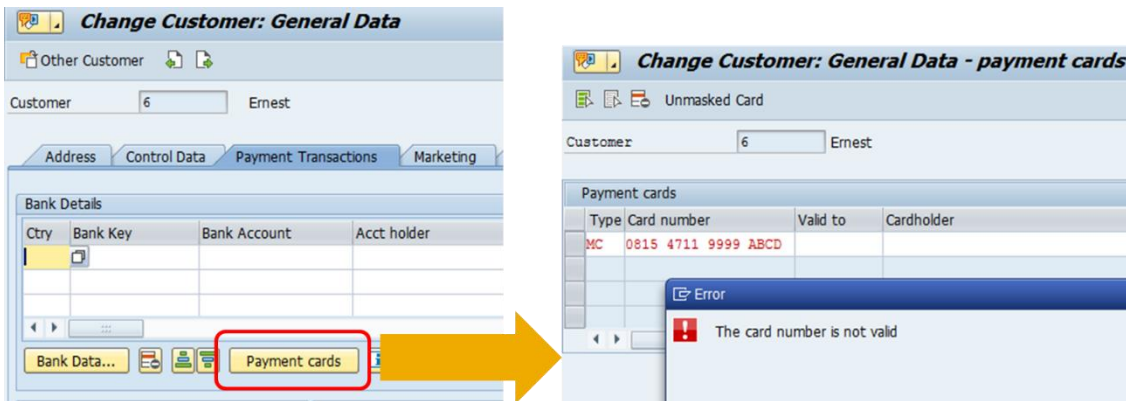 Change Customer: General Data
Other Customer
Customer 6 Ernest
Address Control Data Payment Transactions Marketing
Bank Details
Ctry Bank Key Bank Account Acct holder
Bank Data... Payment cards
Change Customer: General Data - payment cards
Unmasked Card
Customer 6 Ernest
Payment cards
Type Card number Valid to Cardholder
MC 0815 4711 9999 ABCD
Error
The card number is not valid